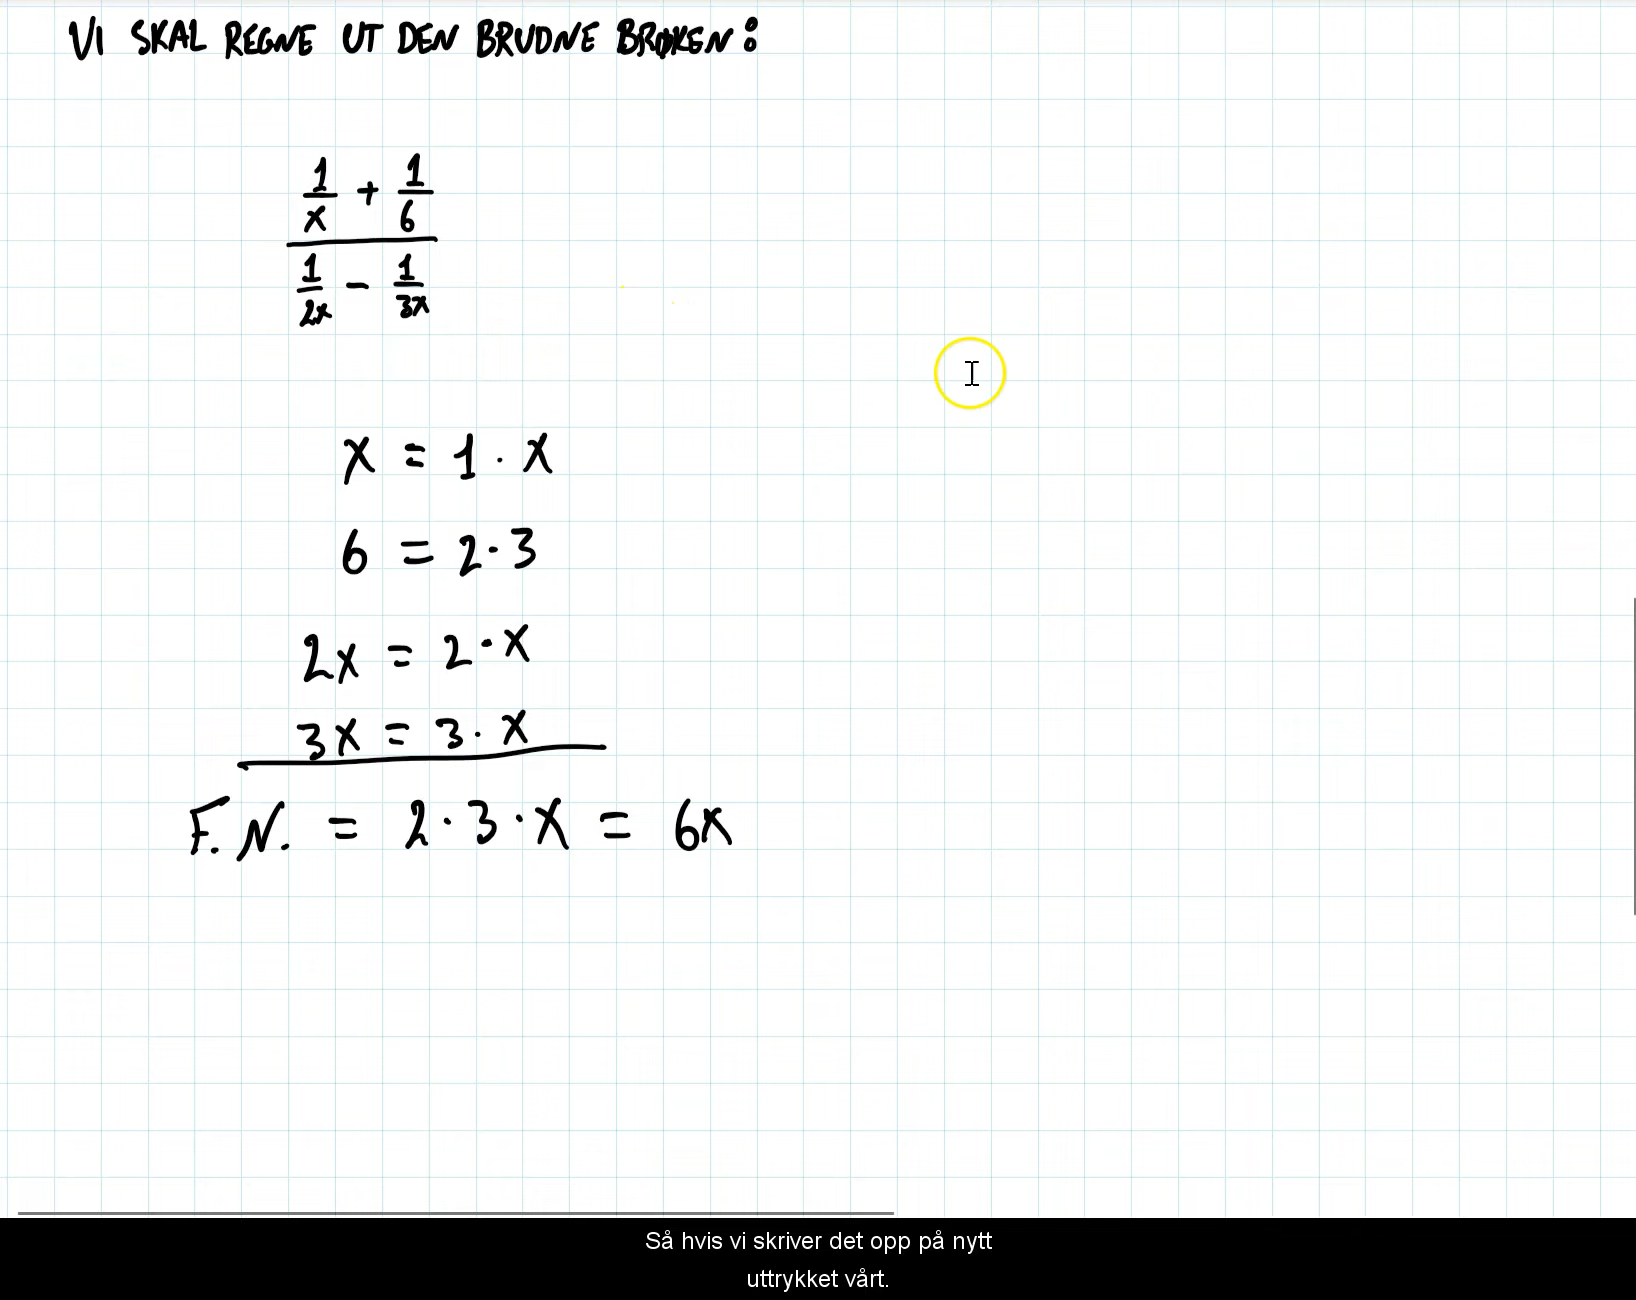 VI SKAL REGNE UT DEN BRUDNE BRØKEN:
1/x + 1/6
1/2x - 1/3x
x = 1 · x
6 = 2 · 3
2x = 2 · x
3x = 3 · x
F.N. = 2 · 3 · x = 6x
Så hvis vi skriver det opp på nytt
uttrykket vårt.